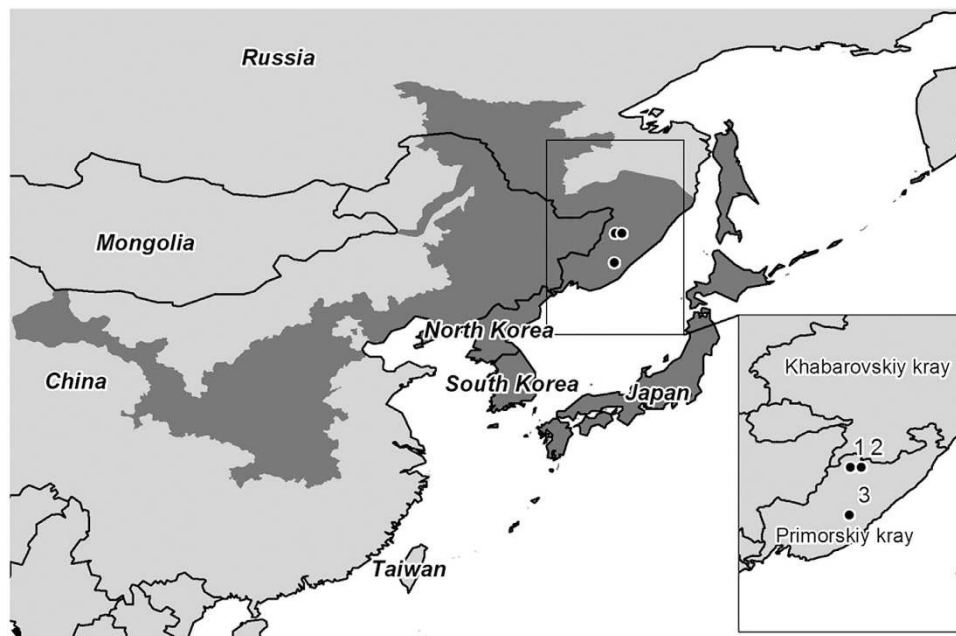 Russia
Mongolia
North Korea
China
South Korea
Japan
Khabarovskiy kray
1 2
3
Primorskiy kray
Taiwan